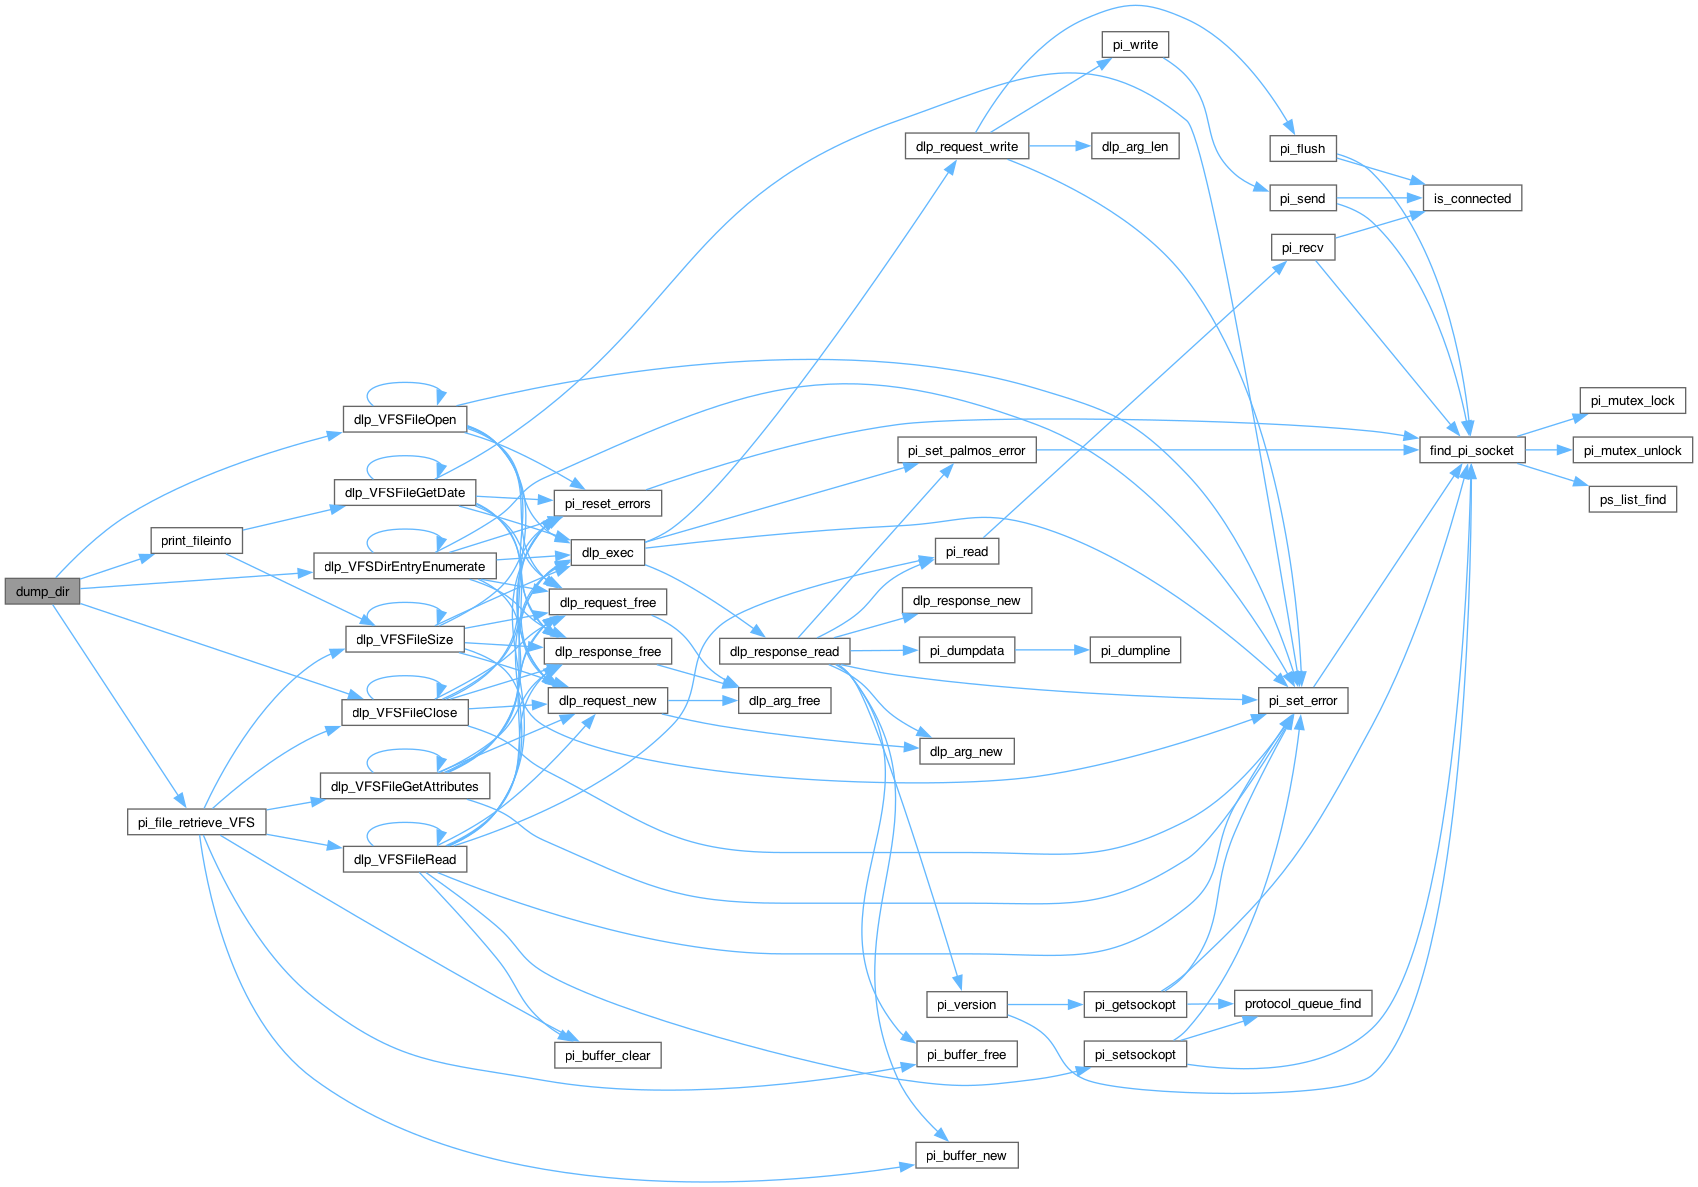 dump_dir
print_fileinfo
pi_file_retrieve_VFS
dlp_VFSFileOpen
dlp_VFSFileGetDate
dlp_VFSDirEntryEnumerate
dlp_VFSFileSize
dlp_VFSFileClose
dlp_VFSFileGetAttributes
dlp_VFSFileRead
pi_reset_errors
dlp_exec
dlp_request_free
dlp_response_free
dlp_request_new
pi_buffer_clear
dlp_response_read
dlp_arg_free
dlp_request_write
pi_set_palmos_error
pi_read
dlp_response_new
pi_dumpdata
dlp_arg_new
pi_version
pi_buffer_free
pi_buffer_new
pi_write
dlp_arg_len
pi_dumpline
pi_getsockopt
pi_setsockopt
pi_flush
pi_send
pi_recv
pi_set_error
protocol_queue_find
is_connected
find_pi_socket
pi_mutex_lock
pi_mutex_unlock
ps_list_find